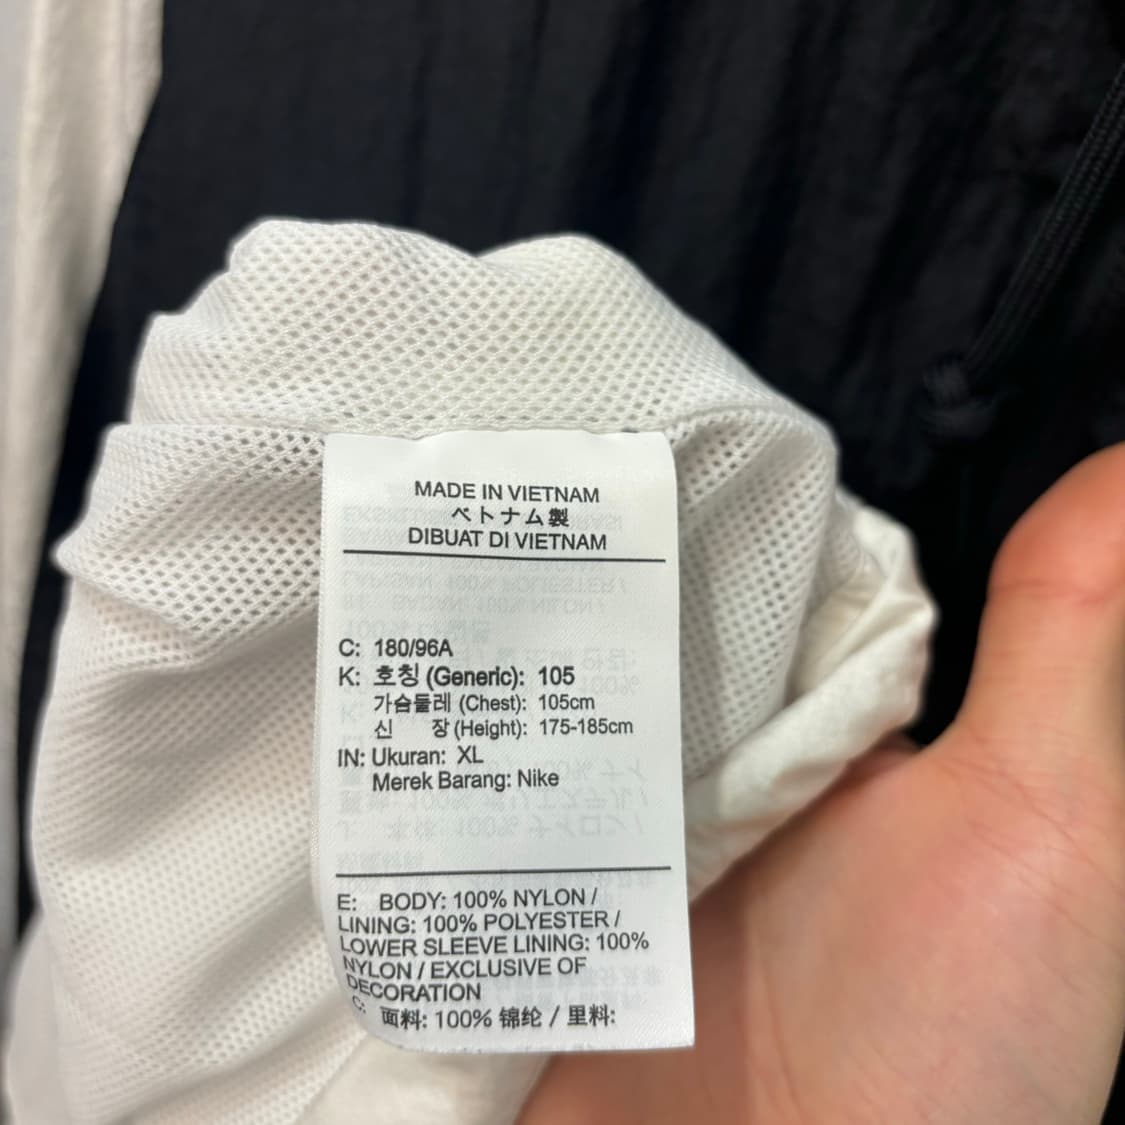 MADE IN VIETNAM
ベトナム製
DIBUAT DI VIETNAM
C: 180/96A
K: 호칭 (Generic): 105
가슴둘레 (Chest): 105cm
신 장 (Height): 175-185cm
IN: Ukuran: XL
Merek Barang: Nike
E: BODY: 100% NYLON /
LINING: 100% POLYESTER /
LOWER SLEEVE LINING: 100%
NYLON / EXCLUSIVE OF
DECORATION
C: 面料: 100% 锦纶 / 里料: